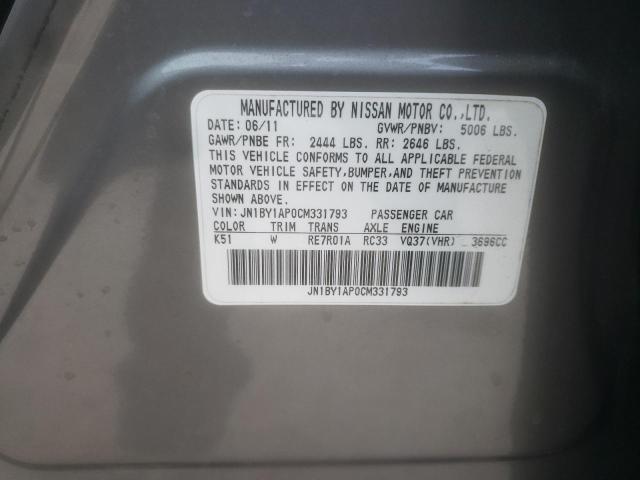 MANUFACTURED BY NISSAN MOTOR CO.,LTD.
DATE: 06/11 GVWR/PNBV: 5006 LBS.
GAWR/PNBE FR: 2444 LBS. RR: 2646 LBS.
THIS VEHICLE CONFORMS TO ALL APPLICABLE FEDERAL
MOTOR VEHICLE SAFETY,BUMPER,AND THEFT PREVENTION
STANDARDS IN EFFECT ON THE DATE OF MANUFACTURE
SHOWN ABOVE.
VIN: JN1BY1AP0CM331793 PASSENGER CAR
COLOR TRIM TRANS AXLE ENGINE
K51 W RE7R01A RC33 VQ37(VHR) 3696CC
JN1BY1AP0CM331793